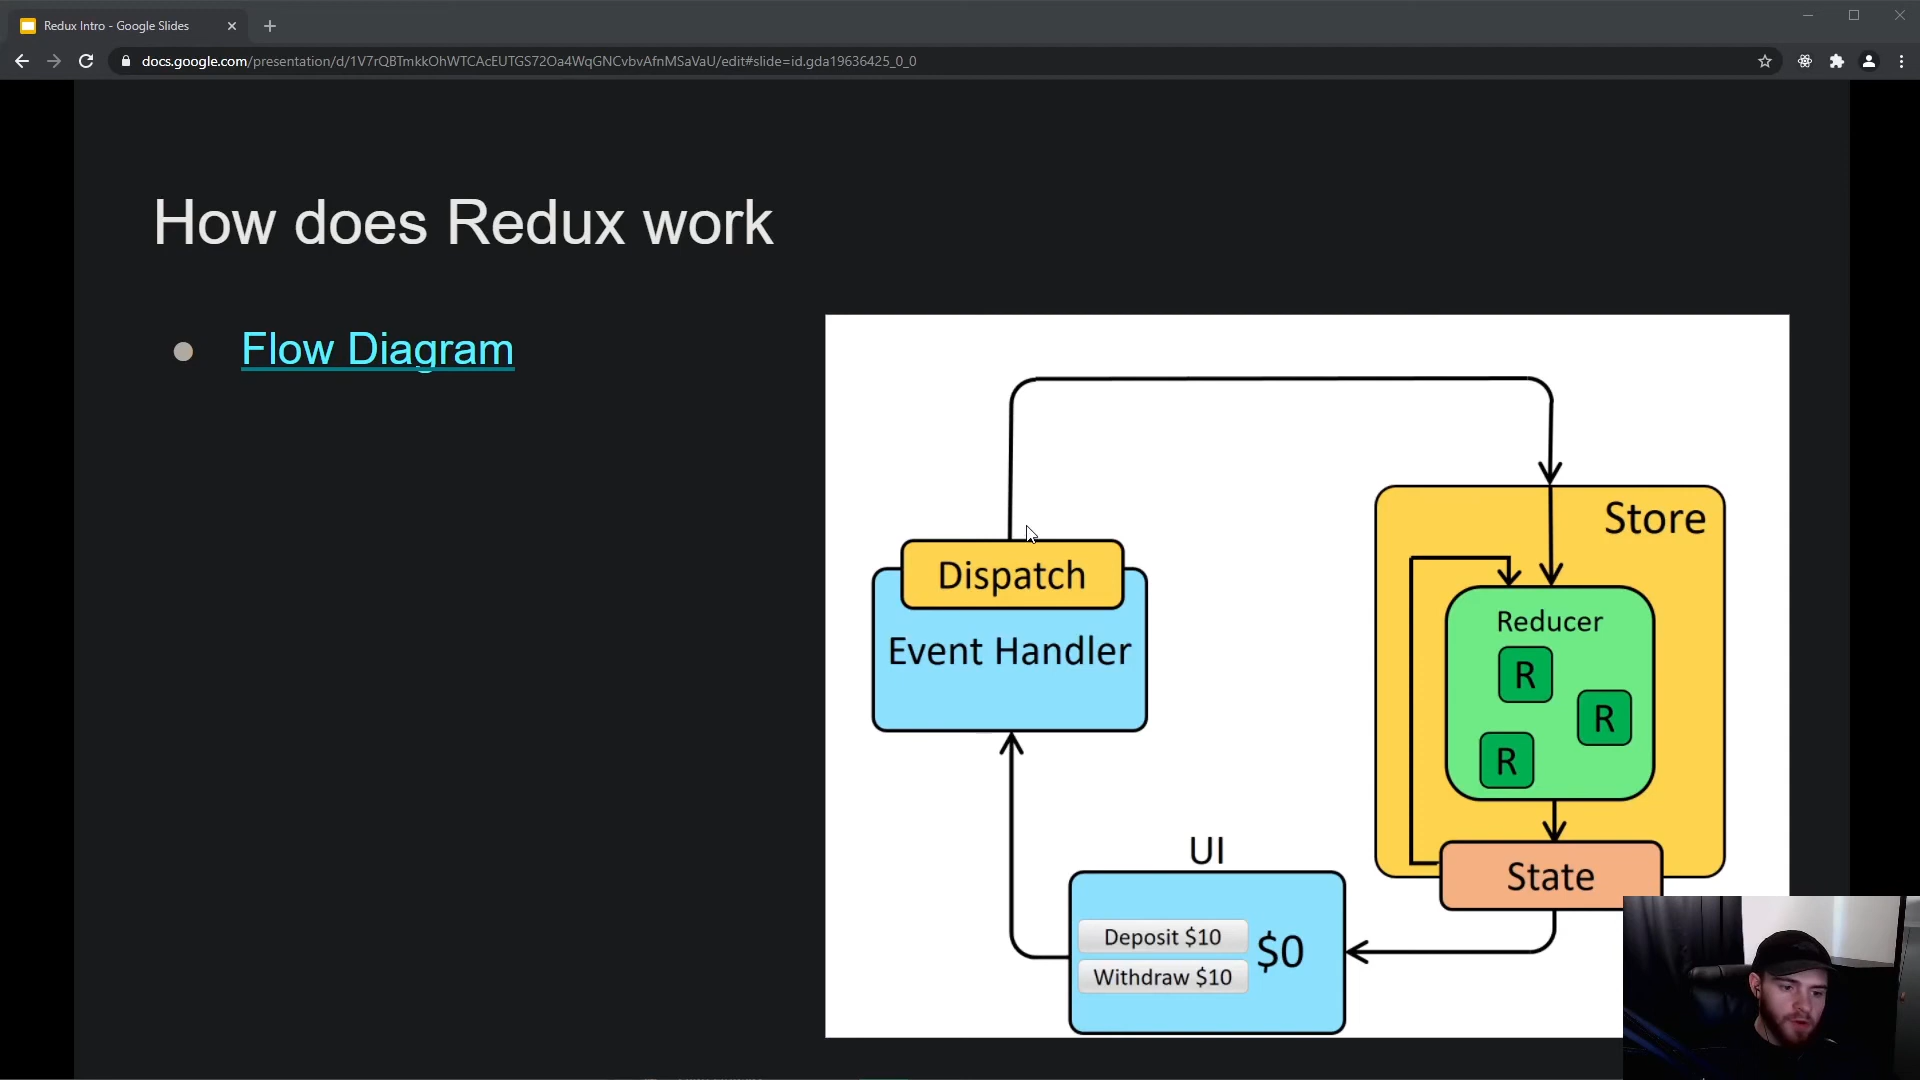 Redux Intro - Google Slides
docs.google.com/presentation/d/1V7rQBTmkkOhWTCAcEUTGS72Oa4WqGNCvbvAfnMSaVaU/edit#slide=id.gda19636425_0_0
How does Redux work
Flow Diagram
Store
Dispatch
Event Handler
Reducer
R
R
R
UI
State
Deposit $10
Withdraw $10
$0